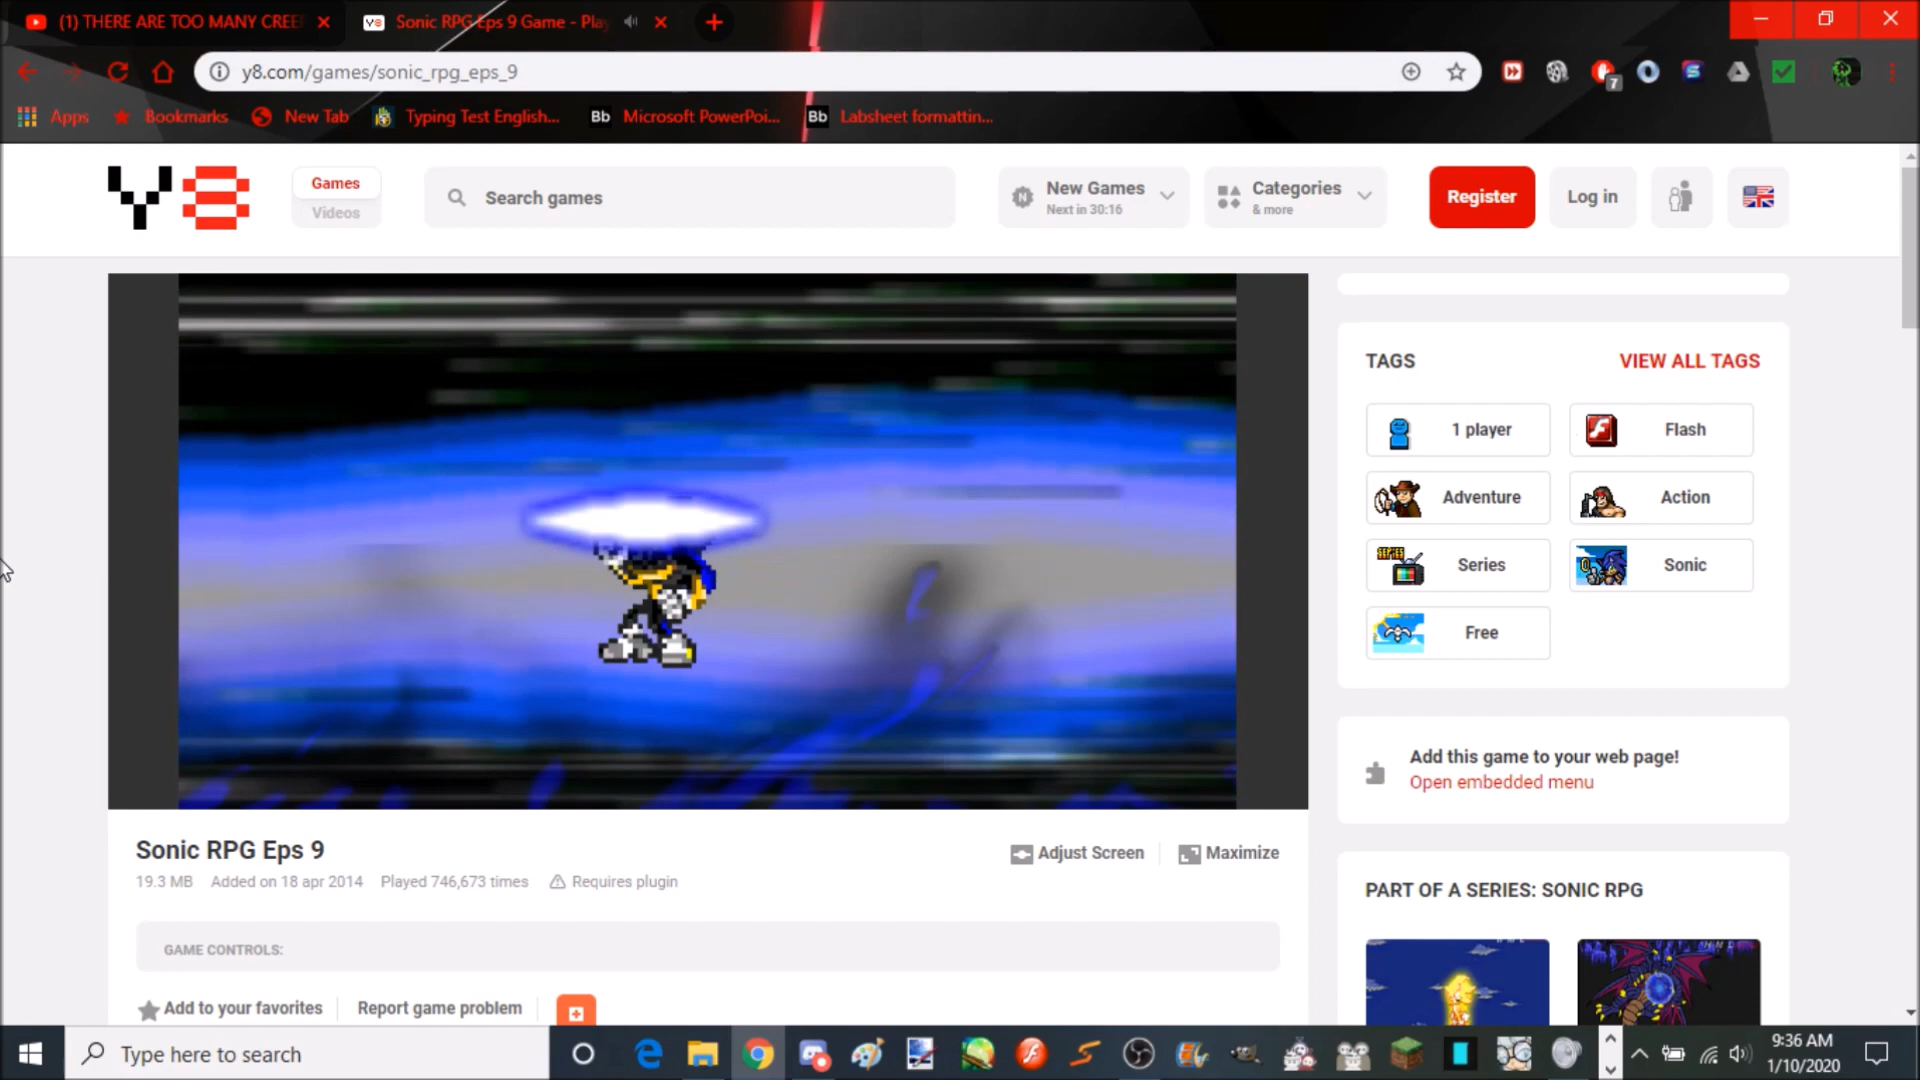 (1) THERE ARE TOO MANY CREE
Sonic RPG Eps 9 Game - Pla
y8.com/games/sonic_rpg_eps_9
7
Apps
Bookmarks
New Tab
Typing Test English...
Bb Microsoft PowerPoi...
Bb Labsheet formattin...
Y8
Games
Videos
Search games
New Games
Next in 30:16
Categories
& more
Register
Log in
TAGS
VIEW ALL TAGS
1 player
Flash
Adventure
Action
SERIES
Series
Sonic
Free
Add this game to your web page!
Open embedded menu
Sonic RPG Eps 9
Adjust Screen
Maximize
19.3 MB
Added on 18 apr 2014
Played 746,673 times
Requires plugin
PART OF A SERIES: SONIC RPG
GAME CONTROLS:
Add to your favorites
Report game problem
Type here to search
9:36 AM
1/10/2020